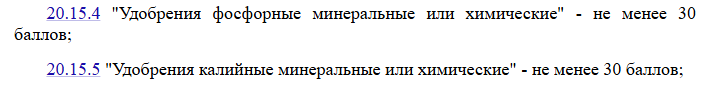 20.15.4 "Удобрения фосфорные минеральные или химические" - не менее 30
баллов;
20.15.5 "Удобрения калийные минеральные или химические" - не менее 30 баллов;